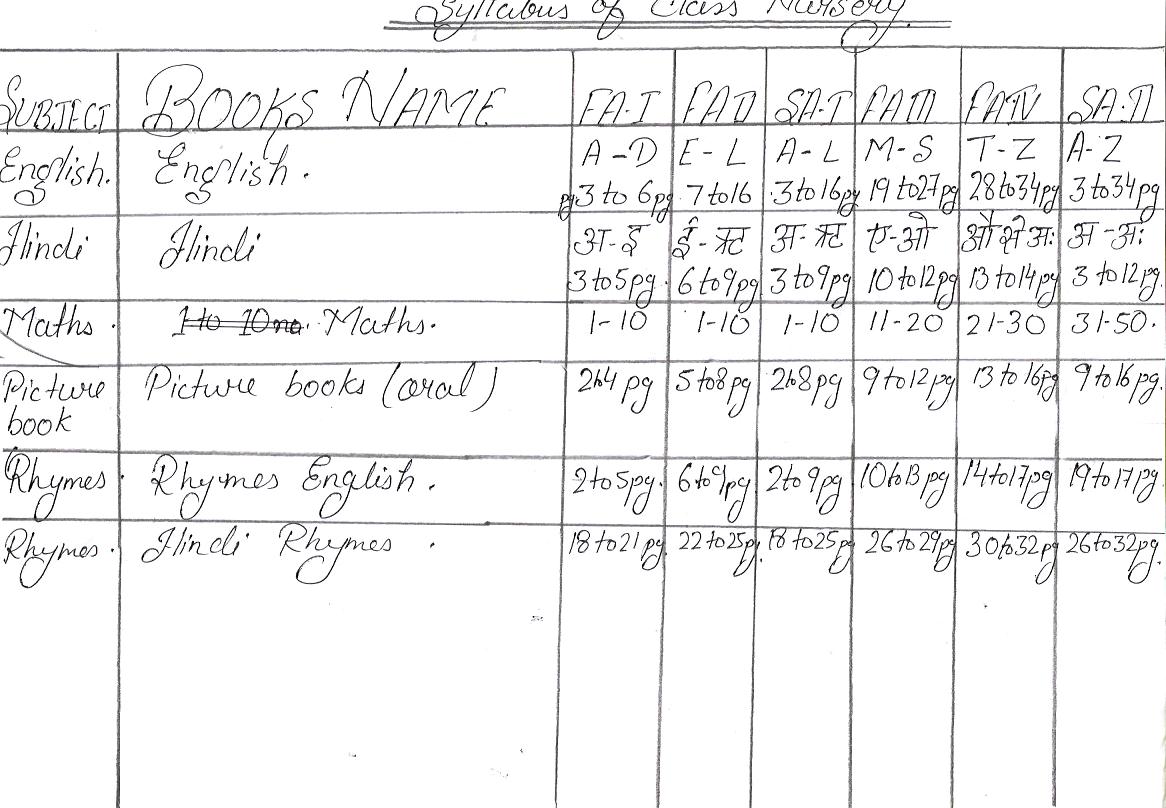 Syllabus of Class Nursery.
SUBJECT BOOKS NAME FA-I FA II SA-I FA III FA IV SA-II
English. English. A-D E-L A-L M-S T-Z A-Z
pg 3 to 6 pg 7 to 16 3 to 16 pg 19 to 27 pg 28 to 34 pg 3 to 34 pg
Hindi Hindi अ-इ ई-ऋ अ-ऋ ए-ओ औ से अः अ-अः
3 to 5 pg. 6 to 9 pg 3 to 9 pg 10 to 12 pg 13 to 14 pg 3 to 12 pg.
Maths. 1 to 10 no. Maths. 1-10 1-10 1-10 11-20 21-30 31-50.
Picture Picture books (oral) 2 to 4 pg 5 to 8 pg 2 to 8 pg 9 to 12 pg 13 to 16 pg 9 to 16 pg.
book
Rhymes. Rhymes English. 2 to 5 pg. 6 to 9 pg 2 to 9 pg 10 to 13 pg 14 to 17 pg 19 to 17 pg
Rhymes. Hindi Rhymes. 18 to 21 pg. 22 to 25 pg. 18 to 25 pg 26 to 29 pg 30 to 32 pg 26 to 32 pg.